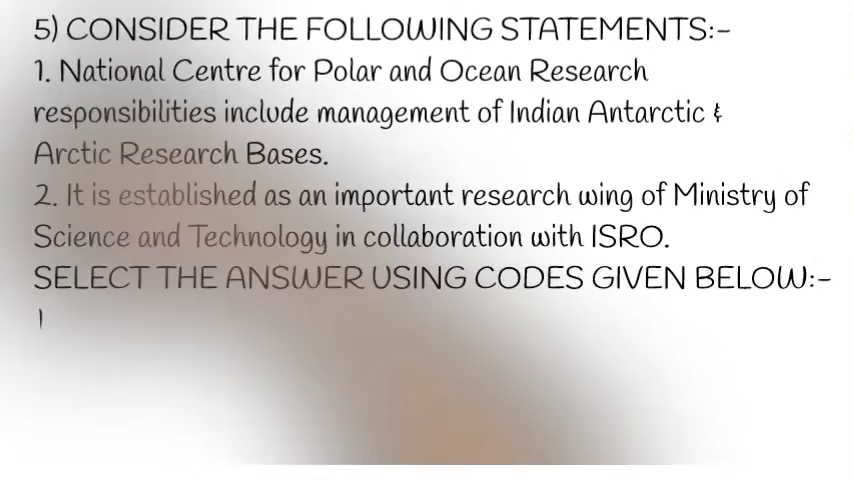 5) CONSIDER THE FOLLOWING STATEMENTS:-
1. National Centre for Polar and Ocean Research
responsibilities include management of Indian Antarctic &
Arctic Research Bases.
2. It is established as an important research wing of Ministry of
Science and Technology in collaboration with ISRO.
SELECT THE ANSWER USING CODES GIVEN BELOW:-
1